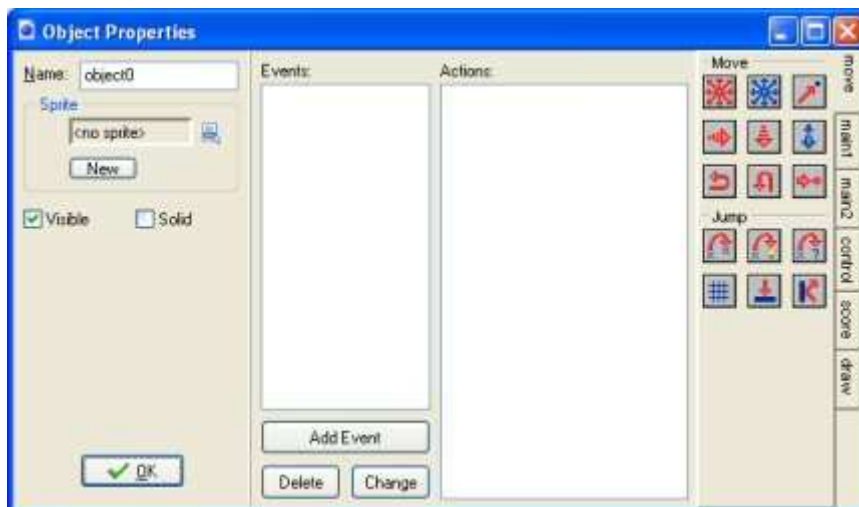 Object Properties
Name: object0
Sprite
<no sprite>
New
Visible Solid
OK
Events:
Add Event
Delete Change
Actions:
Move
Jump
move
main1
main2
control
score
draw